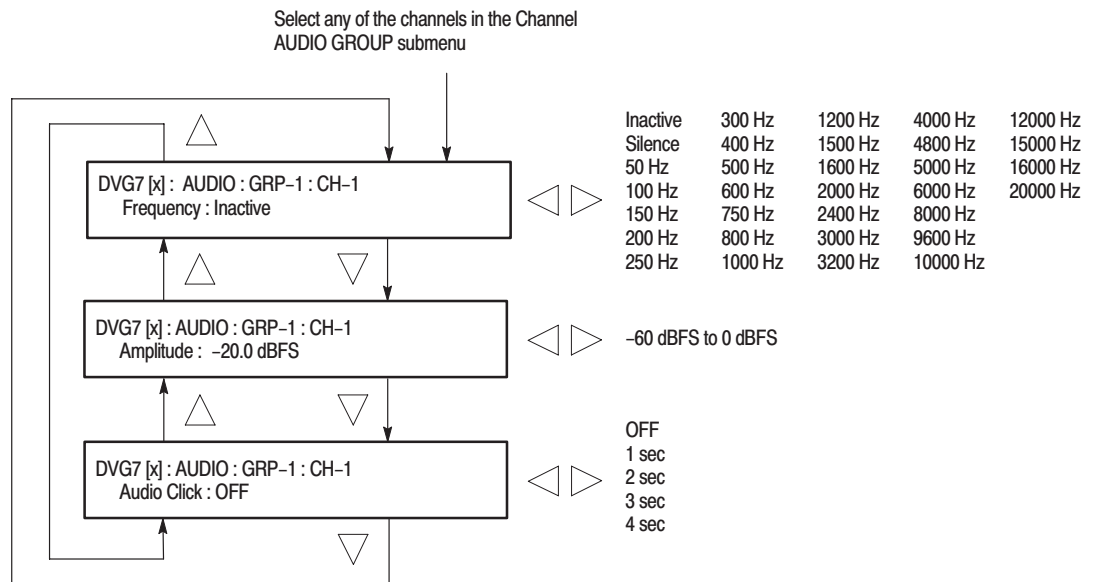 Select any of the channels in the Channel
AUDIO GROUP submenu
DVG7 [x] : AUDIO : GRP–1 : CH–1
Frequency : Inactive
Inactive 300 Hz 1200 Hz 4000 Hz 12000 Hz
Silence 400 Hz 1500 Hz 4800 Hz 15000 Hz
50 Hz 500 Hz 1600 Hz 5000 Hz 16000 Hz
100 Hz 600 Hz 2000 Hz 6000 Hz 20000 Hz
150 Hz 750 Hz 2400 Hz 8000 Hz
200 Hz 800 Hz 3000 Hz 9600 Hz
250 Hz 1000 Hz 3200 Hz 10000 Hz
DVG7 [x] : AUDIO : GRP–1 : CH–1
Amplitude : –20.0 dBFS
–60 dBFS to 0 dBFS
DVG7 [x] : AUDIO : GRP–1 : CH–1
Audio Click : OFF
OFF
1 sec
2 sec
3 sec
4 sec